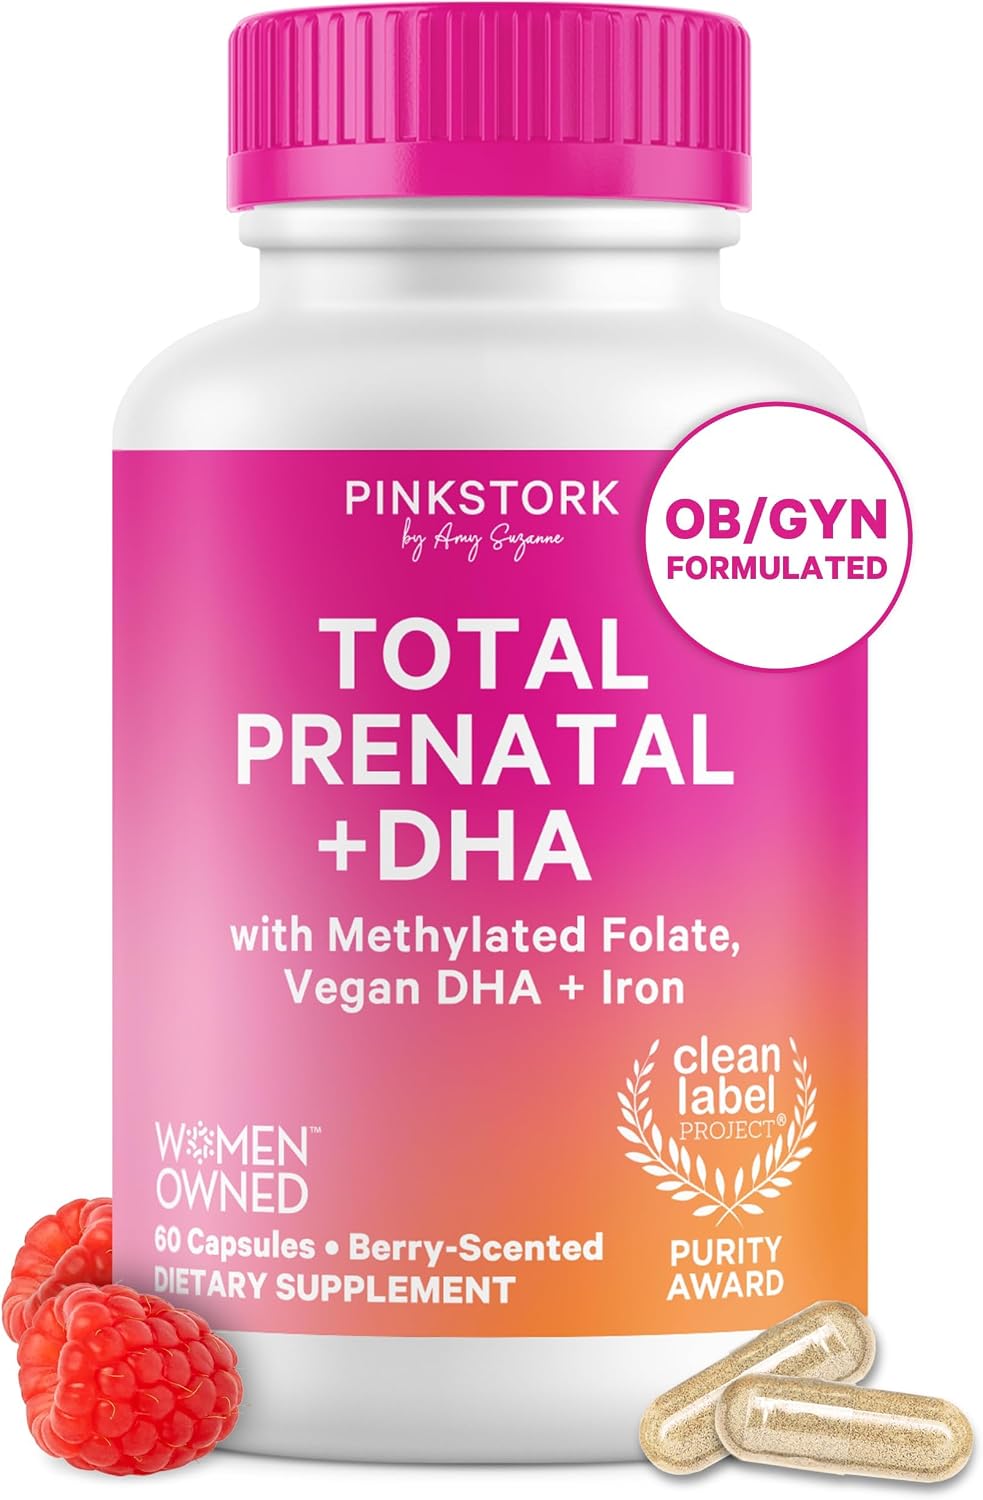 PINKSTORK
by Amy Suzanne
OB/GYN
FORMULATED
TOTAL
PRENATAL
+DHA
with Methylated Folate,
Vegan DHA + Iron
clean
label
PROJECT®
PURITY
AWARD
WOMEN™
OWNED
60 Capsules • Berry-Scented
DIETARY SUPPLEMENT